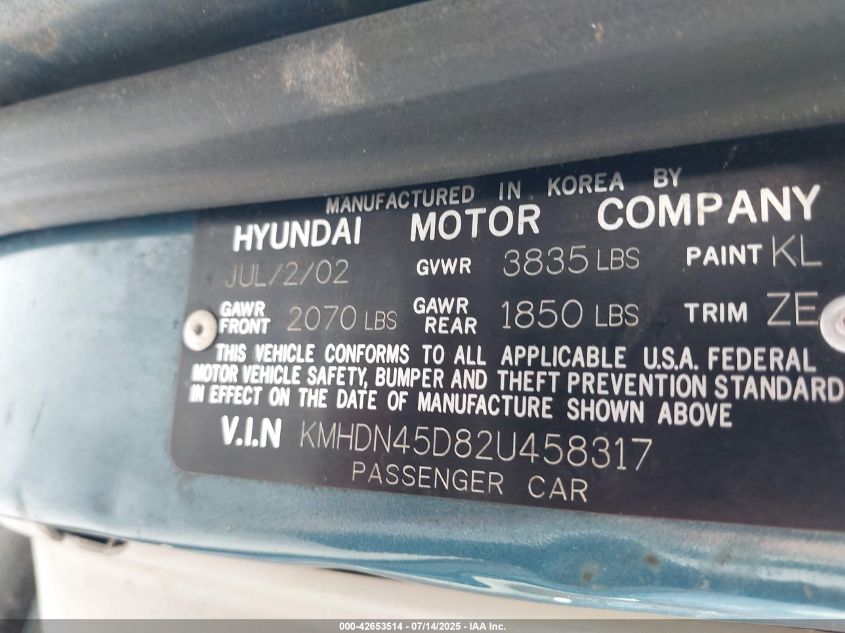 MANUFACTURED IN KOREA BY
HYUNDAI MOTOR COMPANY
JUL/2/02 GVWR 3835 LBS PAINT KL
GAWR FRONT 2070 LBS GAWR REAR 1850 LBS TRIM ZE
THIS VEHICLE CONFORMS TO ALL APPLICABLE U.S.A. FEDERAL
MOTOR VEHICLE SAFETY, BUMPER AND THEFT PREVENTION STANDARD
IN EFFECT ON THE DATE OF MANUFACTURE SHOWN ABOVE
V.I.N KMHDN45D82U458317
PASSENGER CAR
000-42653514 - 07/14/2025 - IAA Inc.